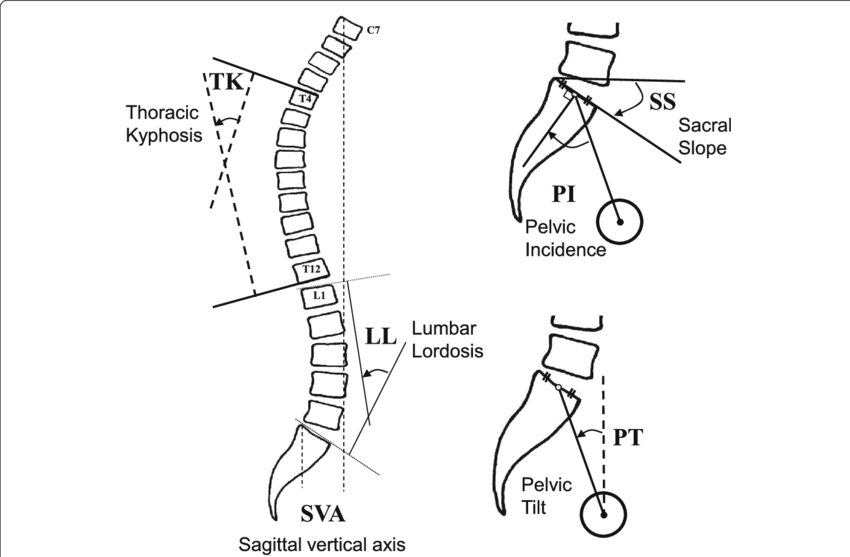 C7
TK
Thoracic
Kyphosis
T4
T12
L1
LL
Lumbar
Lordosis
SVA
Sagittal vertical axis
SS
Sacral
Slope
PI
Pelvic
Incidence
PT
Pelvic
Tilt